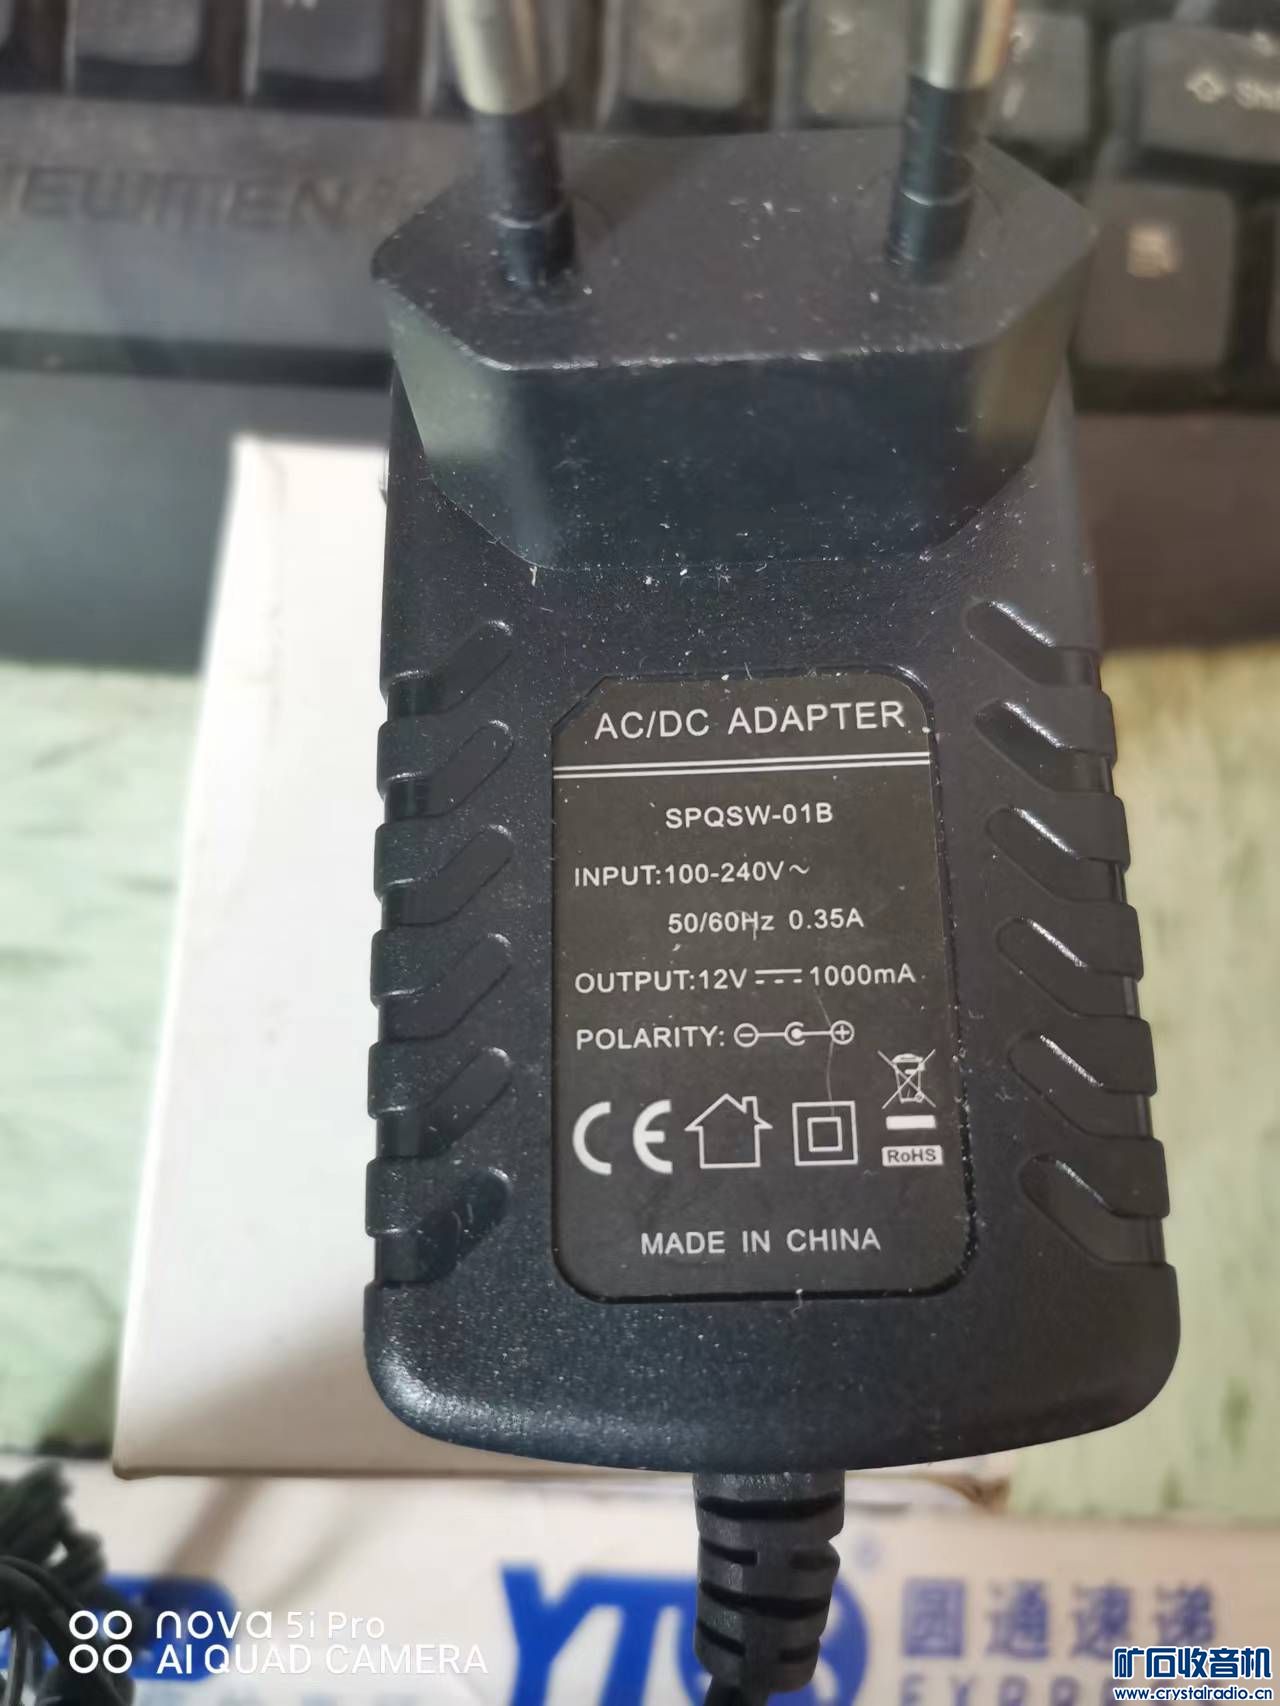 Shift
NEWMEN
AC/DC ADAPTER
SPQSW-01B
INPUT:100-240V~
50/60Hz 0.35A
OUTPUT:12V⎓1000mA
POLARITY:
CE
RoHS
MADE IN CHINA
圆通速递
nova 5i Pro
AI QUAD CAMERA
矿石收音机
www.crystalradio.cn